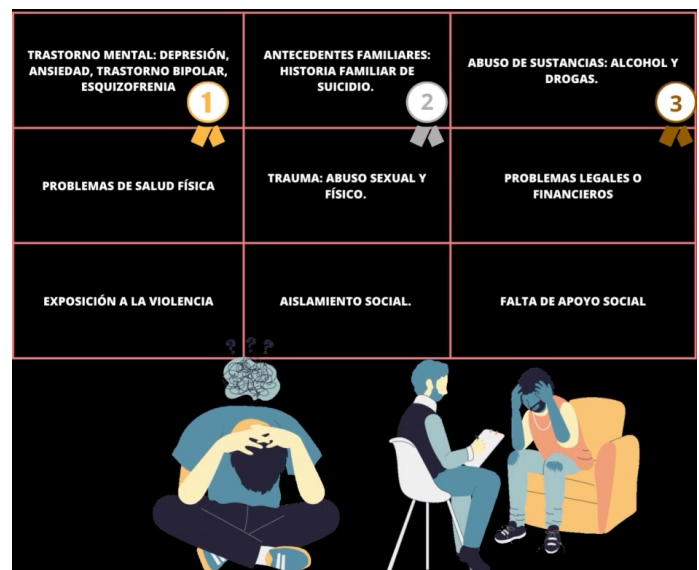 TRASTORNO MENTAL: DEPRESIÓN,
ANSIEDAD, TRASTORNO BIPOLAR,
ESQUIZOFRENIA
1
ANTECEDENTES FAMILIARES:
HISTORIA FAMILIAR DE
SUICIDIO.
2
ABUSO DE SUSTANCIAS: ALCOHOL Y
DROGAS.
3
PROBLEMAS DE SALUD FÍSICA
TRAUMA: ABUSO SEXUAL Y
FÍSICO.
PROBLEMAS LEGALES O
FINANCIEROS
EXPOSICIÓN A LA VIOLENCIA
AISLAMIENTO SOCIAL.
FALTA DE APOYO SOCIAL
? ? ?